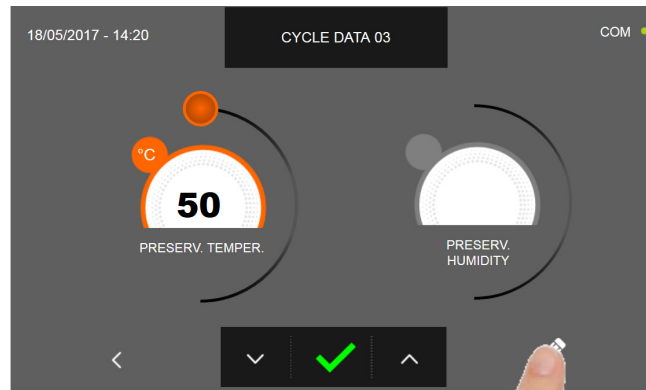 18/05/2017 - 14:20
CYCLE DATA 03
COM
°C
50
PRESERV. TEMPER.
PRESERV.
HUMIDITY